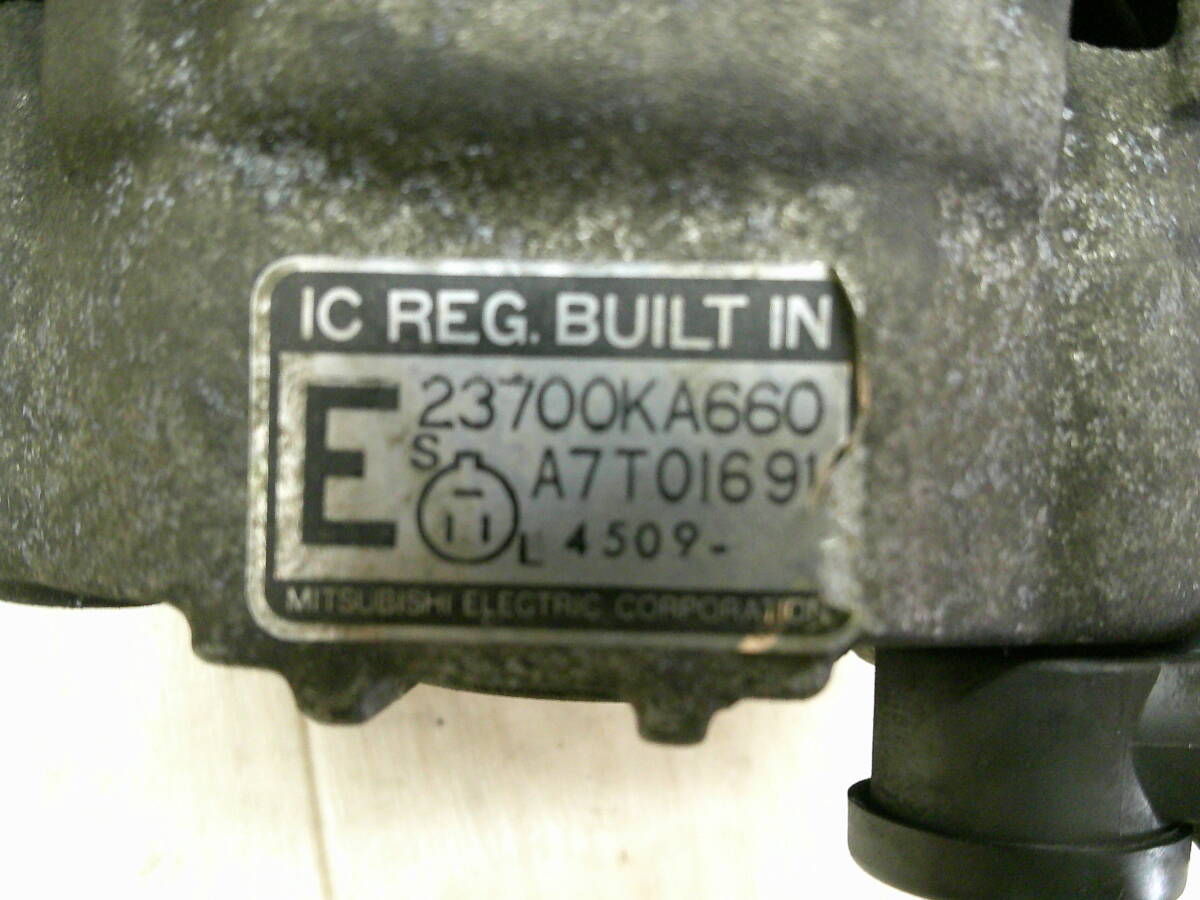 IC REG. BUILT IN
E
23700KA660
S
A7T01691
L 4509-
MITSUBISHI ELECTRIC CORPORATION